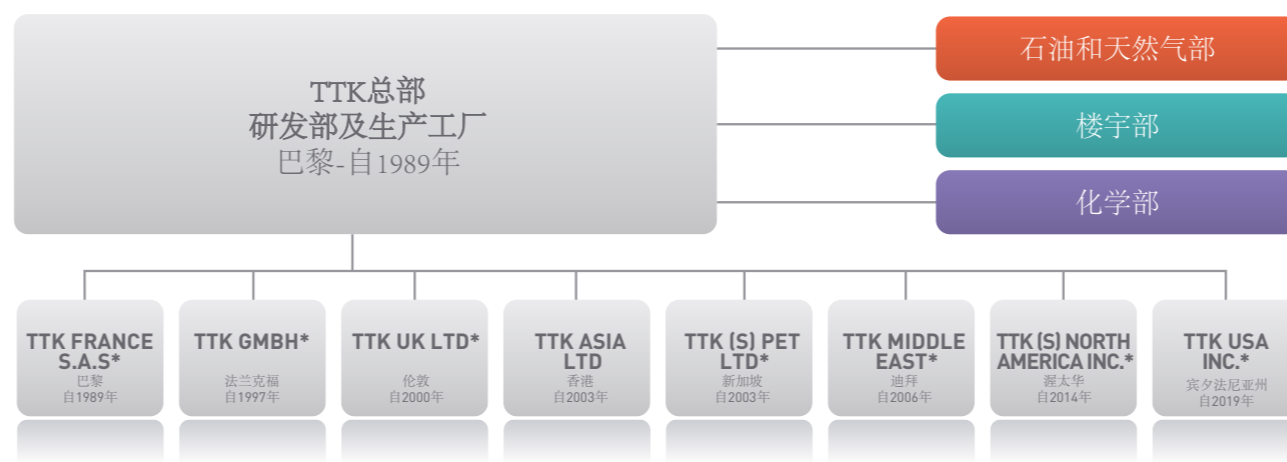 TTK总部
研发部及生产工厂
巴黎-自1989年
石油和天然气部
楼宇部
化学部
TTK FRANCE
S.A.S*
巴黎
自1989年
TTK GMBH*
法兰克福
自1997年
TTK UK LTD*
伦敦
自2000年
TTK ASIA
LTD
香港
自2003年
TTK (S) PET
LTD*
新加坡
自2003年
TTK MIDDLE
EAST*
迪拜
自2006年
TTK (S) NORTH
AMERICA INC.*
渥太华
自2014年
TTK USA
INC.*
宾夕法尼亚州
自2019年